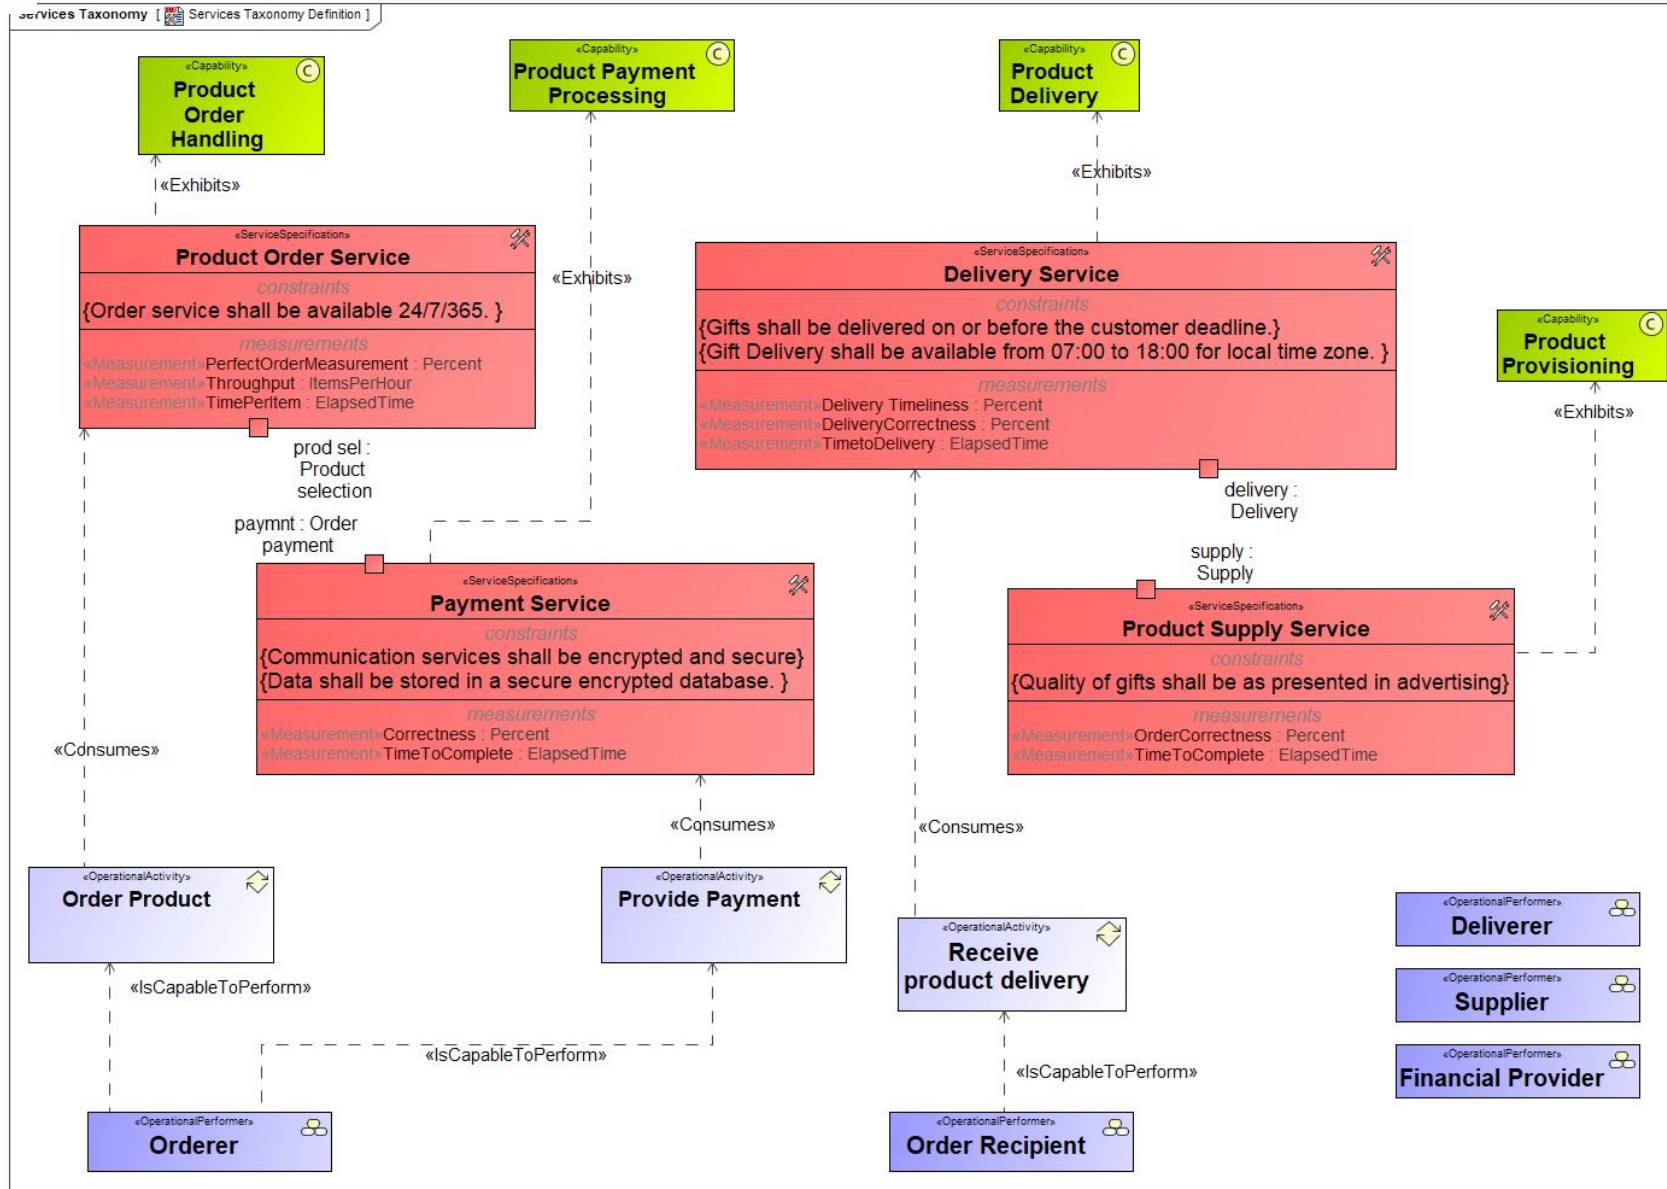 Services Taxonomy [ Services Taxonomy Definition ]
«Capability»
C
Product
Order
Handling
«Capability»
C
Product Payment
Processing
«Capability»
C
Product
Delivery
«Exhibits»
«Exhibits»
«ServiceSpecification»
Product Order Service
constraints
{Order service shall be available 24/7/365. }
measurements
«Measurement»PerfectOrderMeasurement : Percent
«Measurement»Throughput : ItemsPerHour
«Measurement»TimePerItem : ElapsedTime
prod sel :
Product
selection
«Exhibits»
«ServiceSpecification»
Delivery Service
constraints
{Gifts shall be delivered on or before the customer deadline.}
{Gift Delivery shall be available from 07:00 to 18:00 for local time zone. }
measurements
«Measurement»Delivery Timeliness : Percent
«Measurement»DeliveryCorrectness : Percent
«Measurement»TimetoDelivery : ElapsedTime
delivery :
Delivery
«Capability»
C
Product
Provisioning
«Exhibits»
paymnt : Order
payment
«ServiceSpecification»
Payment Service
constraints
{Communication services shall be encrypted and secure}
{Data shall be stored in a secure encrypted database. }
measurements
«Measurement»Correctness : Percent
«Measurement»TimeToComplete : ElapsedTime
supply :
Supply
«ServiceSpecification»
Product Supply Service
constraints
{Quality of gifts shall be as presented in advertising}
measurements
«Measurement»OrderCorrectness : Percent
«Measurement»TimeToComplete : ElapsedTime
«Consumes»
«Consumes»
«Consumes»
«OperationalActivity»
Order Product
«OperationalActivity»
Provide Payment
«OperationalActivity»
Receive
product delivery
«OperationalPerformer»
Deliverer
«OperationalPerformer»
Supplier
«OperationalPerformer»
Financial Provider
«IsCapableToPerform»
«IsCapableToPerform»
«IsCapableToPerform»
«OperationalPerformer»
Orderer
«OperationalPerformer»
Order Recipient